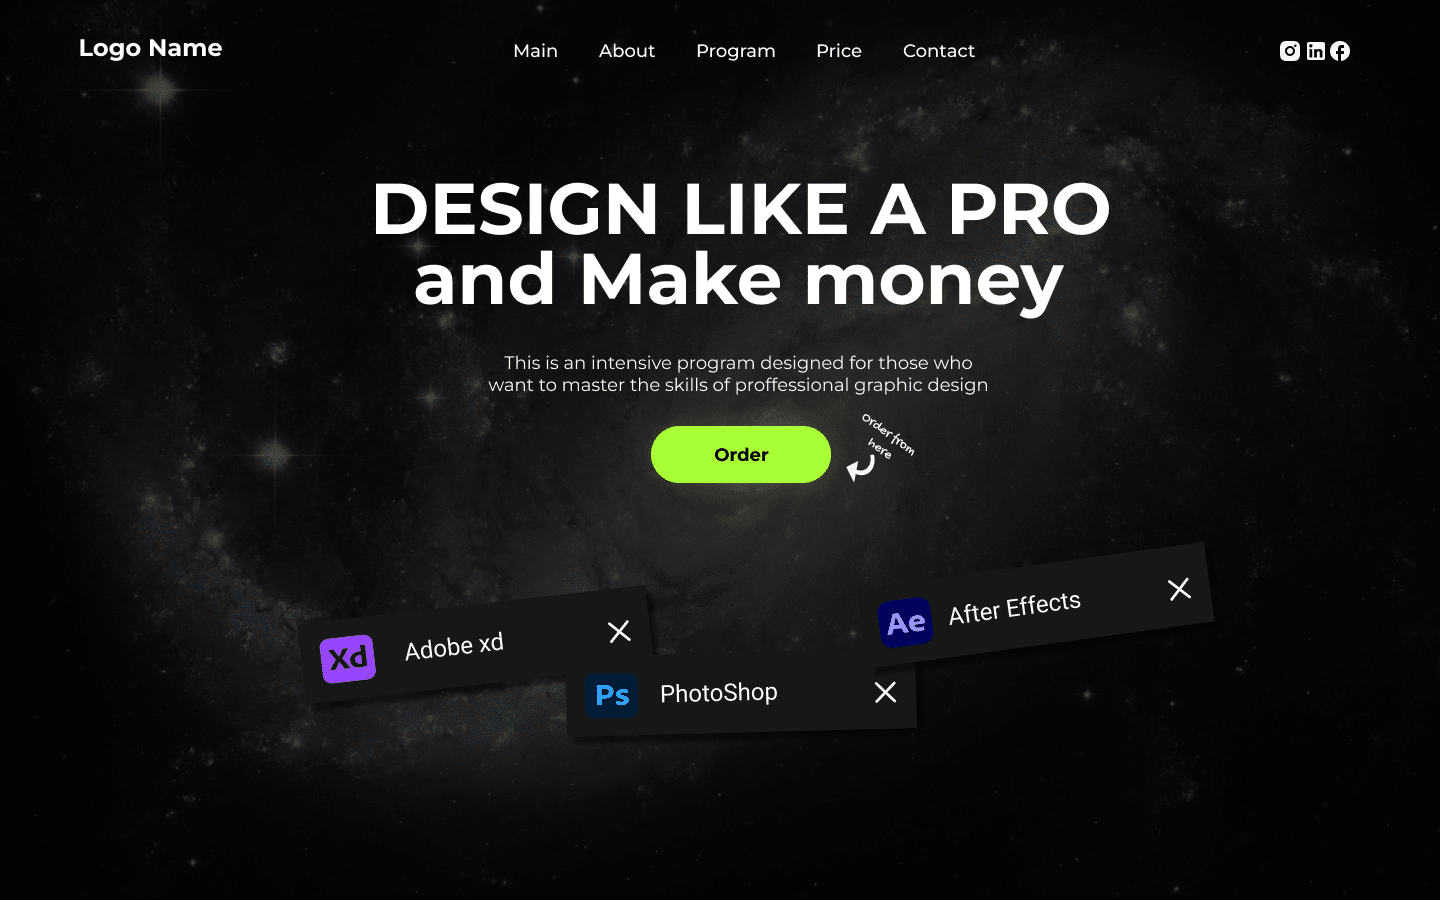 Logo Name
Main About Program Price Contact
DESIGN LIKE A PRO
and Make money
This is an intensive program designed for those who
want to master the skills of proffessional graphic design
Order
Order from
here
Ae After Effects
Xd Adobe xd
Ps PhotoShop